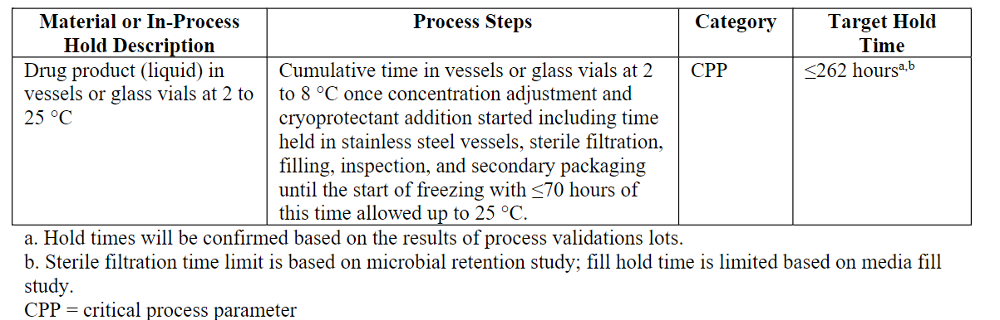 Material or In-Process
Hold Description
Process Steps
Category
Target Hold
Time
Drug product (liquid) in
vessels or glass vials at 2 to
25 °C
Cumulative time in vessels or glass vials at 2
to 8 °C once concentration adjustment and
cryoprotectant addition started including time
held in stainless steel vessels, sterile filtration,
filling, inspection, and secondary packaging
until the start of freezing with ≤70 hours of
this time allowed up to 25 °C.
CPP
≤262 hoursa,b
a. Hold times will be confirmed based on the results of process validations lots.
b. Sterile filtration time limit is based on microbial retention study; fill hold time is limited based on media fill
study.
CPP = critical process parameter